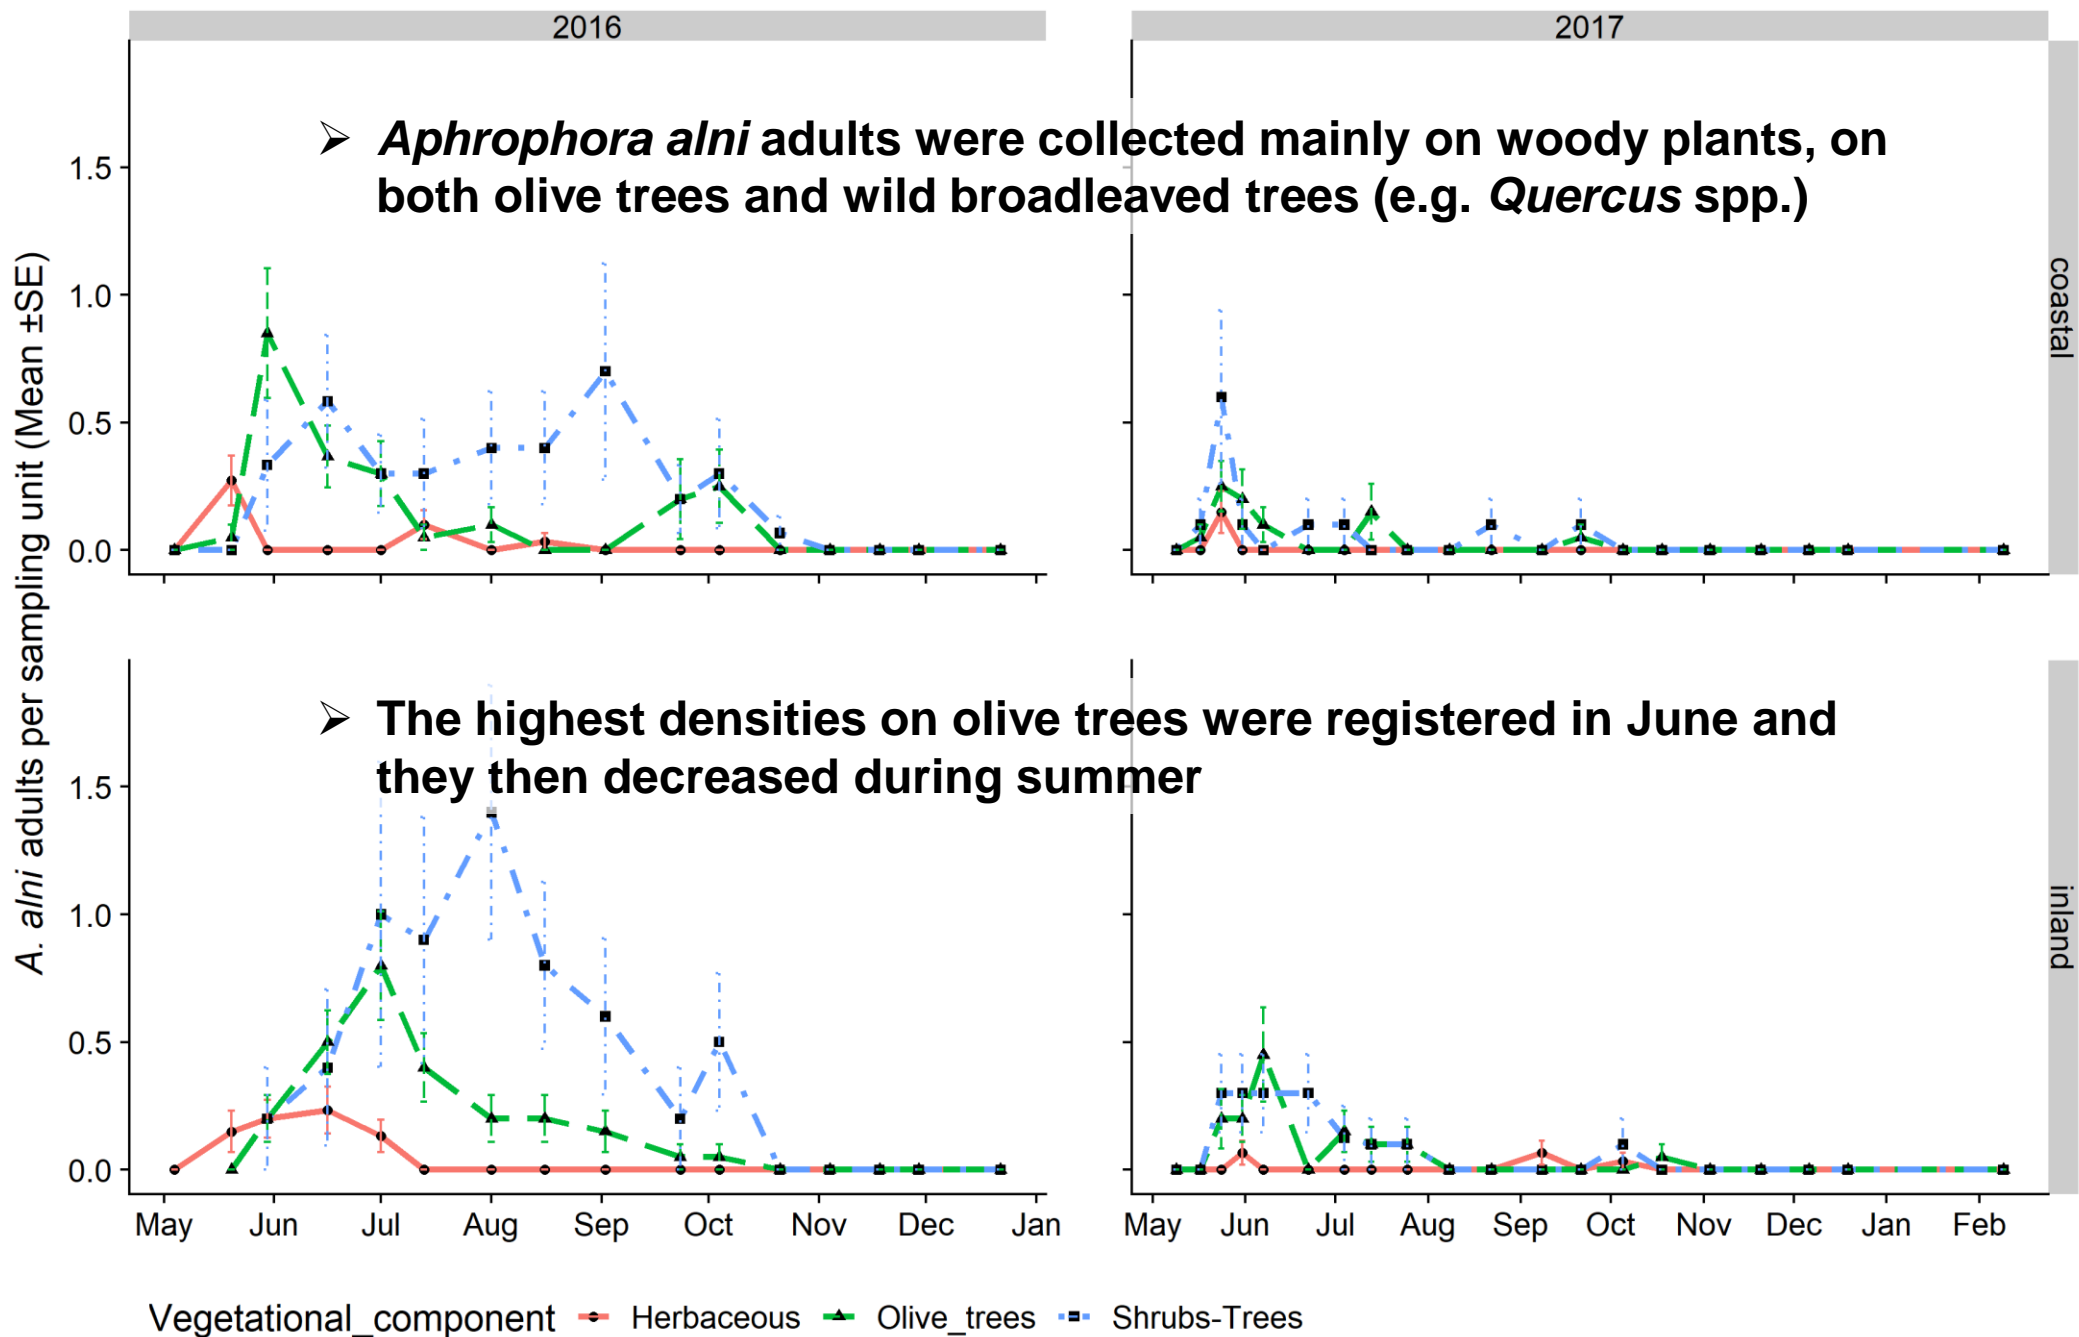 2016
2017
➢ Aphrophora alni adults were collected mainly on woody plants, on
both olive trees and wild broadleaved trees (e.g. Quercus spp.)
1.5
1.0
0.5
0.0
coastal
A. alni adults per sampling unit (Mean ±SE)
➢ The highest densities on olive trees were registered in June and
they then decreased during summer
1.5
1.0
0.5
0.0
inland
May Jun Jul Aug Sep Oct Nov Dec Jan
May Jun Jul Aug Sep Oct Nov Dec Jan Feb
Vegetational_component Herbaceous Olive_trees Shrubs-Trees